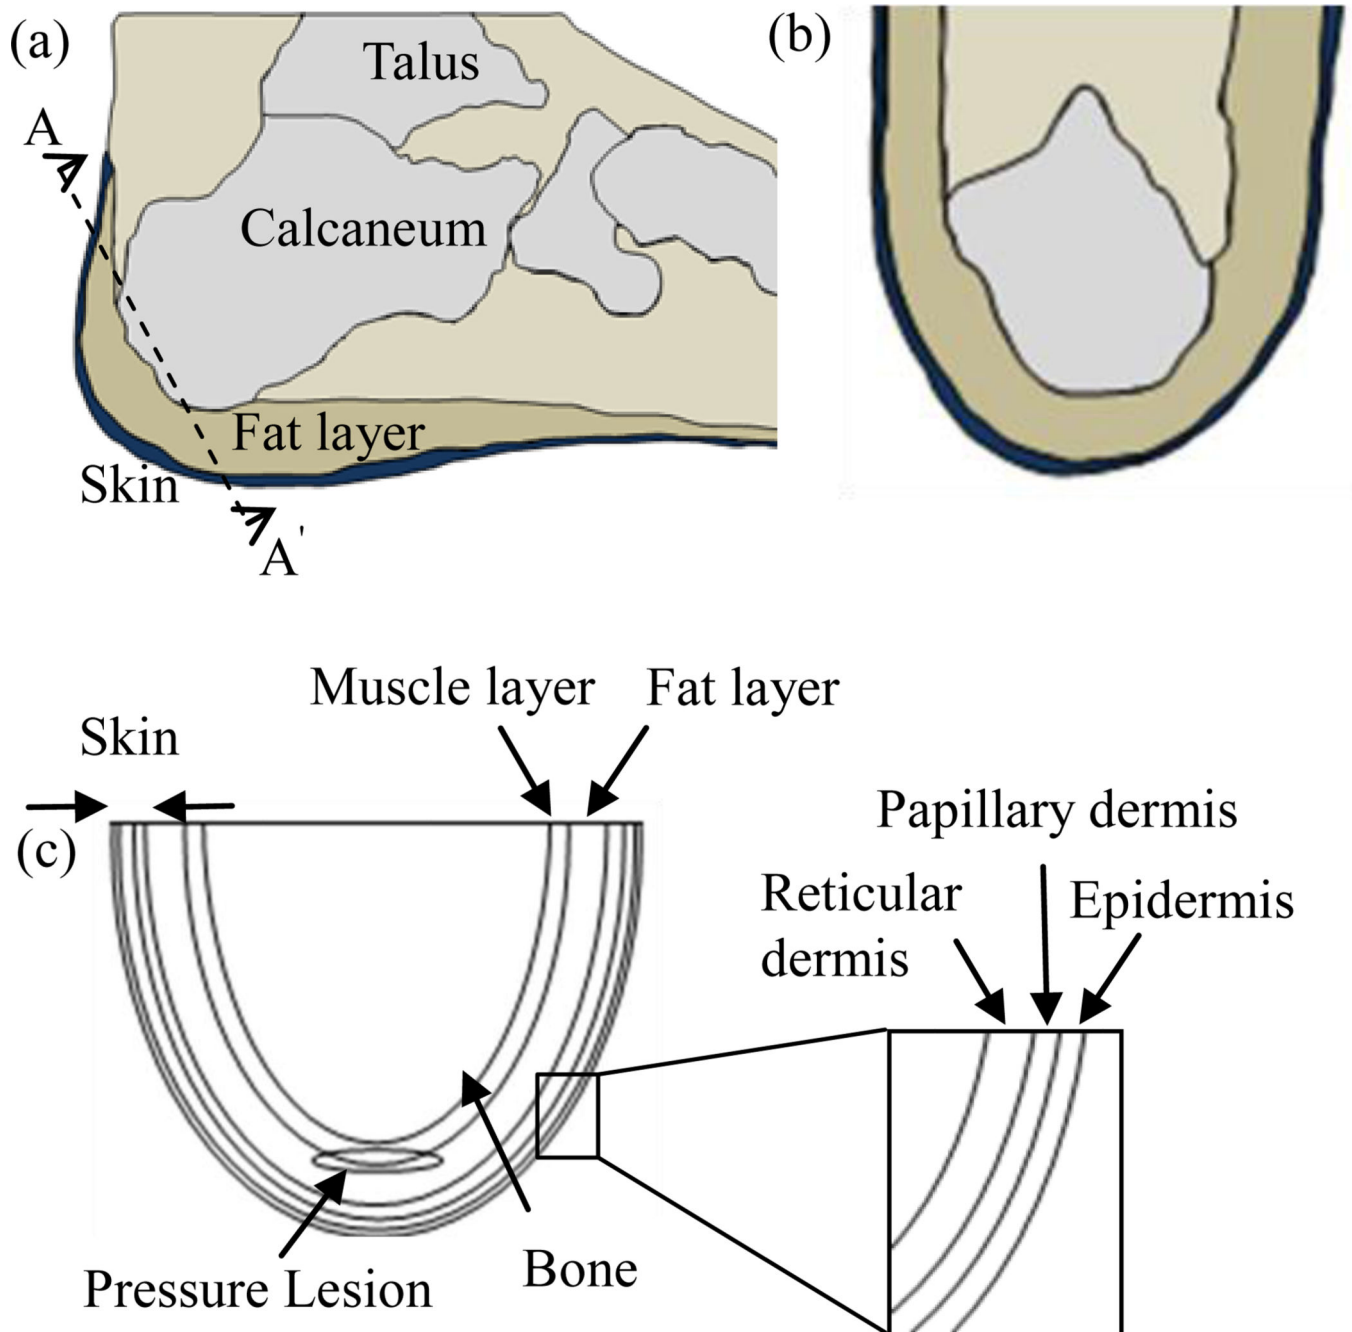 (a)
Talus
A
Calcaneum
Fat layer
Skin
A'
(b)
Muscle layer
Fat layer
Skin
(c)
Papillary dermis
Reticular
dermis
Epidermis
Pressure Lesion
Bone